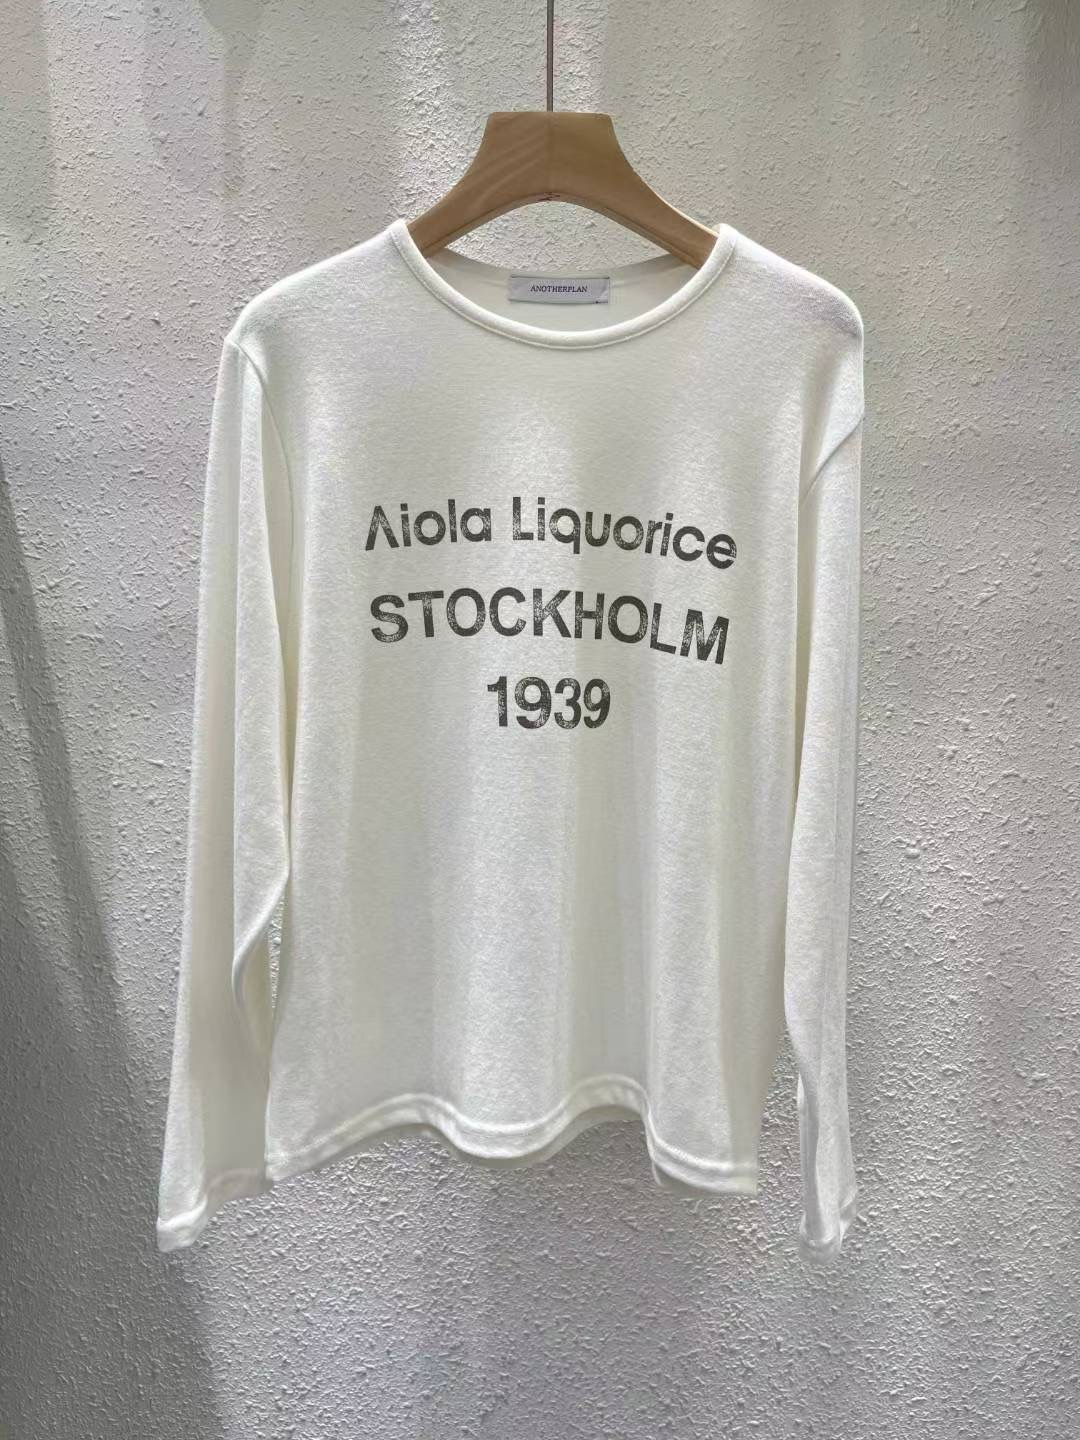 ANOTHERPLAN
Aiola Liquorice
STOCKHOLM
1939